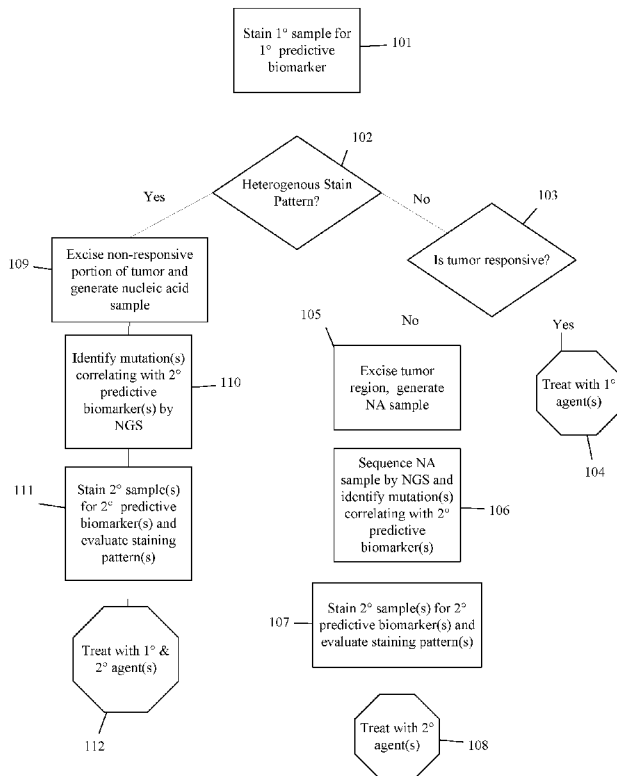 Stain 1° sample for
1° predictive
biomarker
101
102
Heterogenous Stain
Pattern?
Yes
No
103
Is tumor responsive?
Excise non-responsive
portion of tumor and
generate nucleic acid
sample
109
105
No
Yes
Identify mutation(s)
correlating with 2°
predictive
biomarker(s) by
NGS
110
Excise tumor
region, generate
NA sample
Treat with 1°
agent(s)
104
111
Stain 2° sample(s)
for 2° predictive
biomarker(s) and
evaluate staining
pattern(s)
Sequence NA
sample by NGS and
identify mutation(s)
correlating with 2°
predictive
biomarker(s)
106
107
Stain 2° sample(s) for 2°
predictive biomarker(s) and
evaluate staining pattern(s)
Treat with 1° &
2° agent(s)
112
Treat with 2°
agent(s)
108